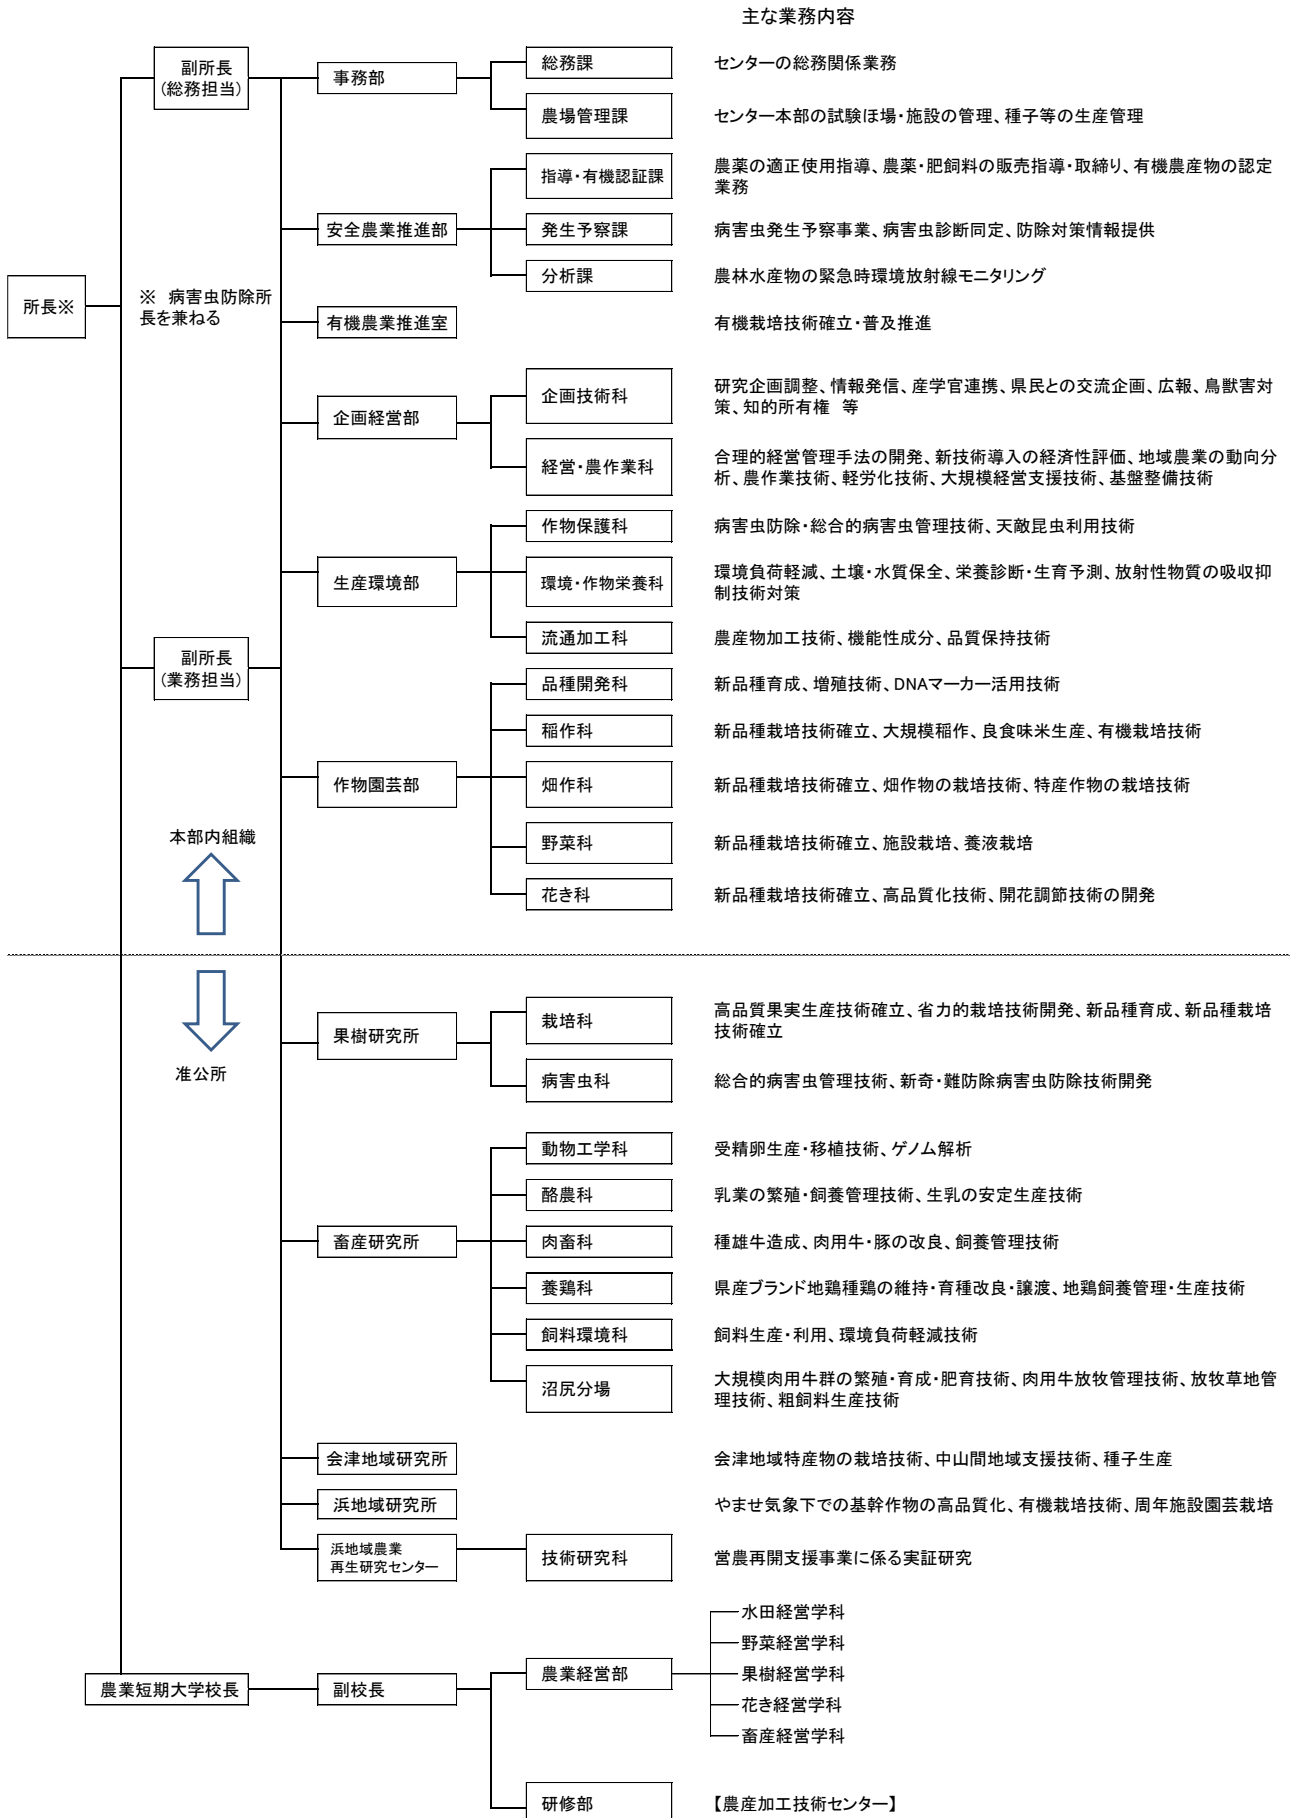 主な業務内容
副所長
(総務担当)
事務部
総務課
センターの総務関係業務
農場管理課
センター本部の試験ほ場・施設の管理、種子等の生産管理
指導・有機認証課
農薬の適正使用指導、農薬・肥飼料の販売指導・取締り、有機農産物の認定
業務
安全農業推進部
発生予察課
病害虫発生予察事業、病害虫診断同定、防除対策情報提供
分析課
農林水産物の緊急時環境放射線モニタリング
所長※
※　病害虫防除所
長を兼ねる
有機農業推進室
有機栽培技術確立・普及推進
企画経営部
企画技術科
研究企画調整、情報発信、産学官連携、県民との交流企画、広報、鳥獣害対
策、知的所有権　等
経営・農作業科
合理的経営管理手法の開発、新技術導入の経済性評価、地域農業の動向分
析、農作業技術、軽労化技術、大規模経営支援技術、基盤整備技術
作物保護科
病害虫防除・総合的病害虫管理技術、天敵昆虫利用技術
生産環境部
環境・作物栄養科
環境負荷軽減、土壌・水質保全、栄養診断・生育予測、放射性物質の吸収抑
制技術対策
流通加工科
農産物加工技術、機能性成分、品質保持技術
副所長
(業務担当)
品種開発科
新品種育成、増殖技術、DNAマーカー活用技術
稲作科
新品種栽培技術確立、大規模稲作、良食味米生産、有機栽培技術
作物園芸部
畑作科
新品種栽培技術確立、畑作物の栽培技術、特産作物の栽培技術
本部内組織
野菜科
新品種栽培技術確立、施設栽培、養液栽培
花き科
新品種栽培技術確立、高品質化技術、開花調節技術の開発
准公所
果樹研究所
栽培科
高品質果実生産技術確立、省力的栽培技術開発、新品種育成、新品種栽培
技術確立
病害虫科
総合的病害虫管理技術、新奇・難防除病害虫防除技術開発
動物工学科
受精卵生産・移植技術、ゲノム解析
酪農科
乳業の繁殖・飼養管理技術、生乳の安定生産技術
畜産研究所
肉畜科
種雄牛造成、肉用牛・豚の改良、飼養管理技術
養鶏科
県産ブランド地鶏種鶏の維持・育種改良・譲渡、地鶏飼養管理・生産技術
飼料環境科
飼料生産・利用、環境負荷軽減技術
沼尻分場
大規模肉用牛群の繁殖・育成・肥育技術、肉用牛放牧管理技術、放牧草地管
理技術、粗飼料生産技術
会津地域研究所
会津地域特産物の栽培技術、中山間地域支援技術、種子生産
浜地域研究所
やませ気象下での基幹作物の高品質化、有機栽培技術、周年施設園芸栽培
浜地域農業
再生研究センター
技術研究科
営農再開支援事業に係る実証研究
農業短期大学校長
副校長
農業経営部
水田経営学科
野菜経営学科
果樹経営学科
花き経営学科
畜産経営学科
研修部
【農産加工技術センター】